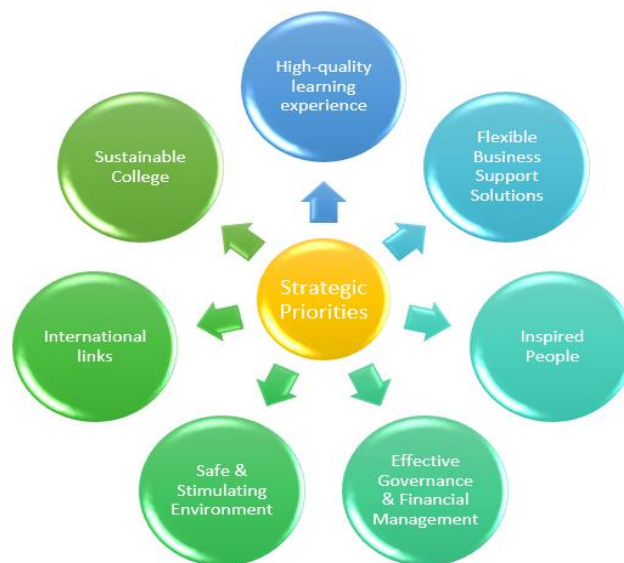 High-quality
learning
experience
Flexible
Business
Support
Solutions
Inspired
People
Effective
Governance
& Financial
Management
Safe &
Stimulating
Environment
International
links
Sustainable
College
Strategic
Priorities